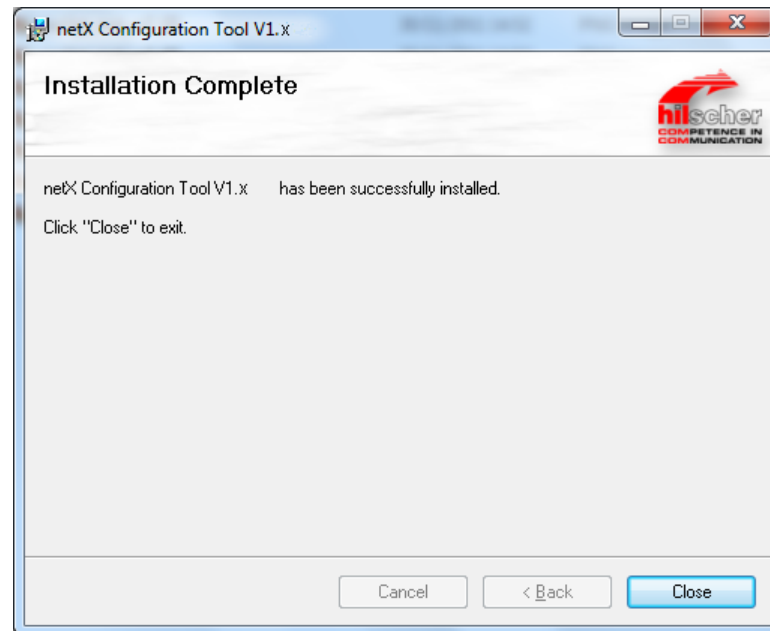 netX Configuration Tool V1.x
Installation Complete
hilscher
COMPETENCE IN
COMMUNICATION
netX Configuration Tool V1.x has been successfully installed.
Click "Close" to exit.
Cancel
< Back
Close